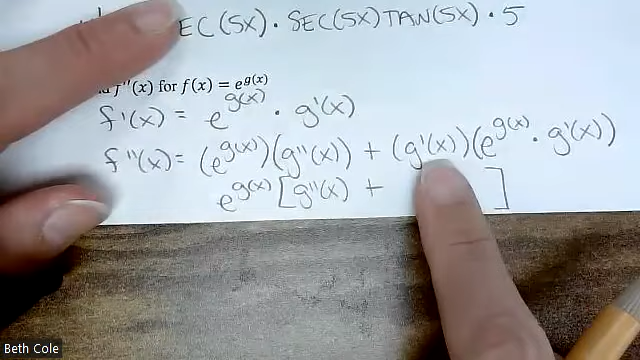 EC(5X) · SEC(5X)TAN(5X) · 5
f''(x) for f(x) = e^g(x)
f'(x) = e^g(x) · g'(x)
f''(x) = (e^g(x))(g''(x)) + (g'(x))(e^g(x) · g'(x))
e^g(x) [g''(x) + ]
Beth Cole